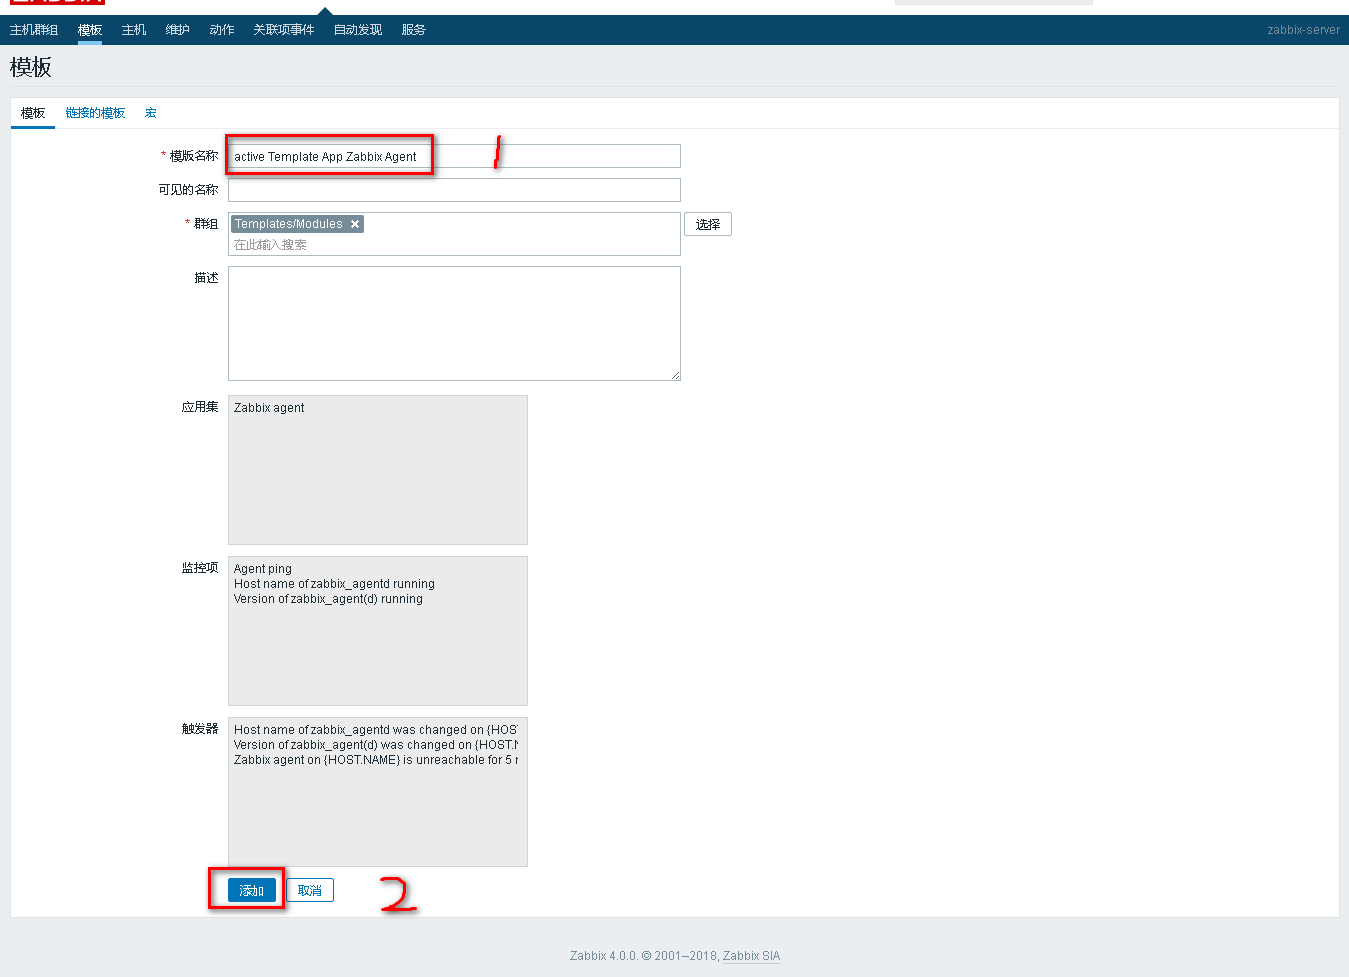 主机群组 模板 主机 维护 动作 关联项事件 自动发现 服务 zabbix-server
模板
模板 链接的模板 宏
* 模版名称 active Template App Zabbix Agent 1
可见的名称
* 群组 Templates/Modules × 选择
在此输入搜索
描述
应用集 Zabbix agent
监控项 Agent ping
Host name of zabbix_agentd running
Version of zabbix_agent(d) running
触发器 Host name of zabbix_agentd was changed on {HOS
Version of zabbix_agent(d) was changed on {HOST.N
Zabbix agent on {HOST.NAME} is unreachable for 5 r
添加 取消 2
Zabbix 4.0.0. © 2001–2018, Zabbix SIA